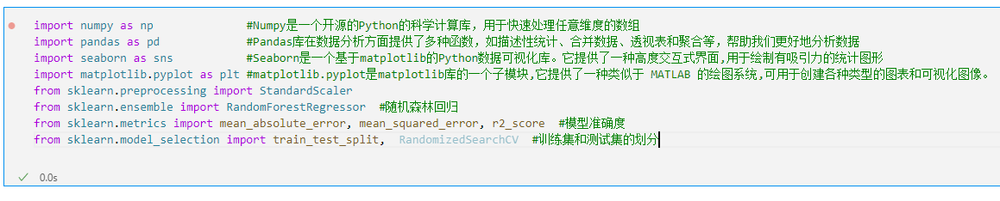 import numpy as np #Numpy是一个开源的Python的科学计算库，用于快速处理任意维度的数组
import pandas as pd #Pandas库在数据分析方面提供了多种函数，如描述性统计、合并数据、透视表和聚合等，帮助我们更好地分析数据
import seaborn as sns #Seaborn是一个基于matplotlib的Python数据可视化库。它提供了一种高度交互式界面,用于绘制有吸引力的统计图形
import matplotlib.pyplot as plt #matplotlib.pyplot是matplotlib库的一个子模块,它提供了一种类似于 MATLAB 的绘图系统,可用于创建各种类型的图表和可视化图像。
from sklearn.preprocessing import StandardScaler
from sklearn.ensemble import RandomForestRegressor #随机森林回归
from sklearn.metrics import mean_absolute_error, mean_squared_error, r2_score #模型准确度
from sklearn.model_selection import train_test_split, RandomizedSearchCV #训练集和测试集的划分
0.0s